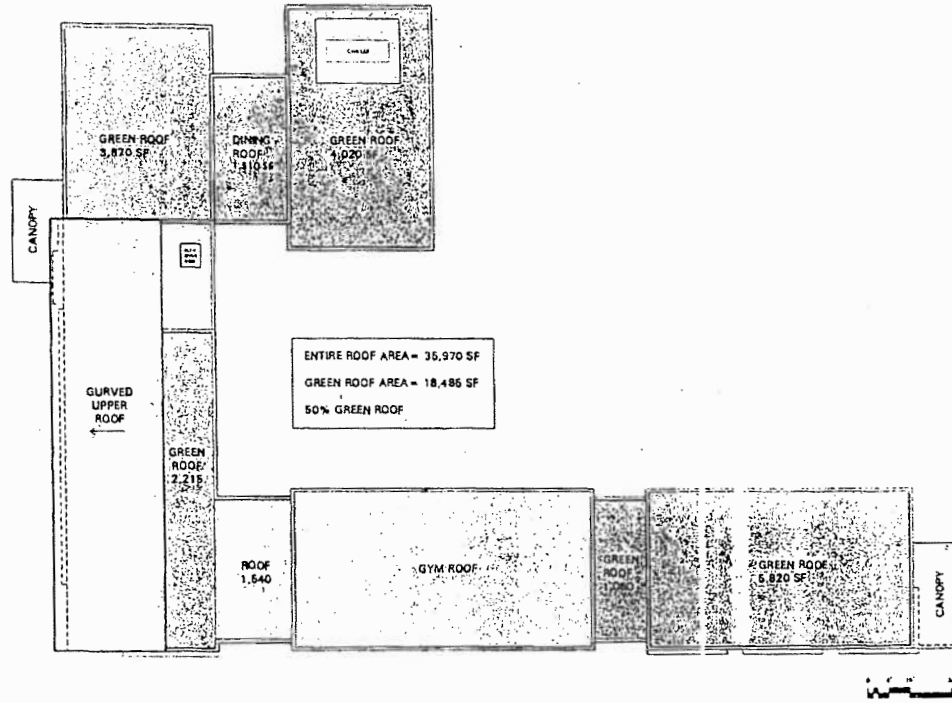 GREEN ROOF
3,870 SF
DINING
ROOF
GREEN ROOF
4,020 SF
CANOPY
ENTIRE ROOF AREA = 35,970 SF
GREEN ROOF AREA = 18,486 SF
50% GREEN ROOF
GURVED
UPPER
ROOF
GREEN
ROOF
2,215
ROOF
1,540
GYM ROOF
GREEN
ROOF
GREEN ROOF
5,820 SF
CANOPY